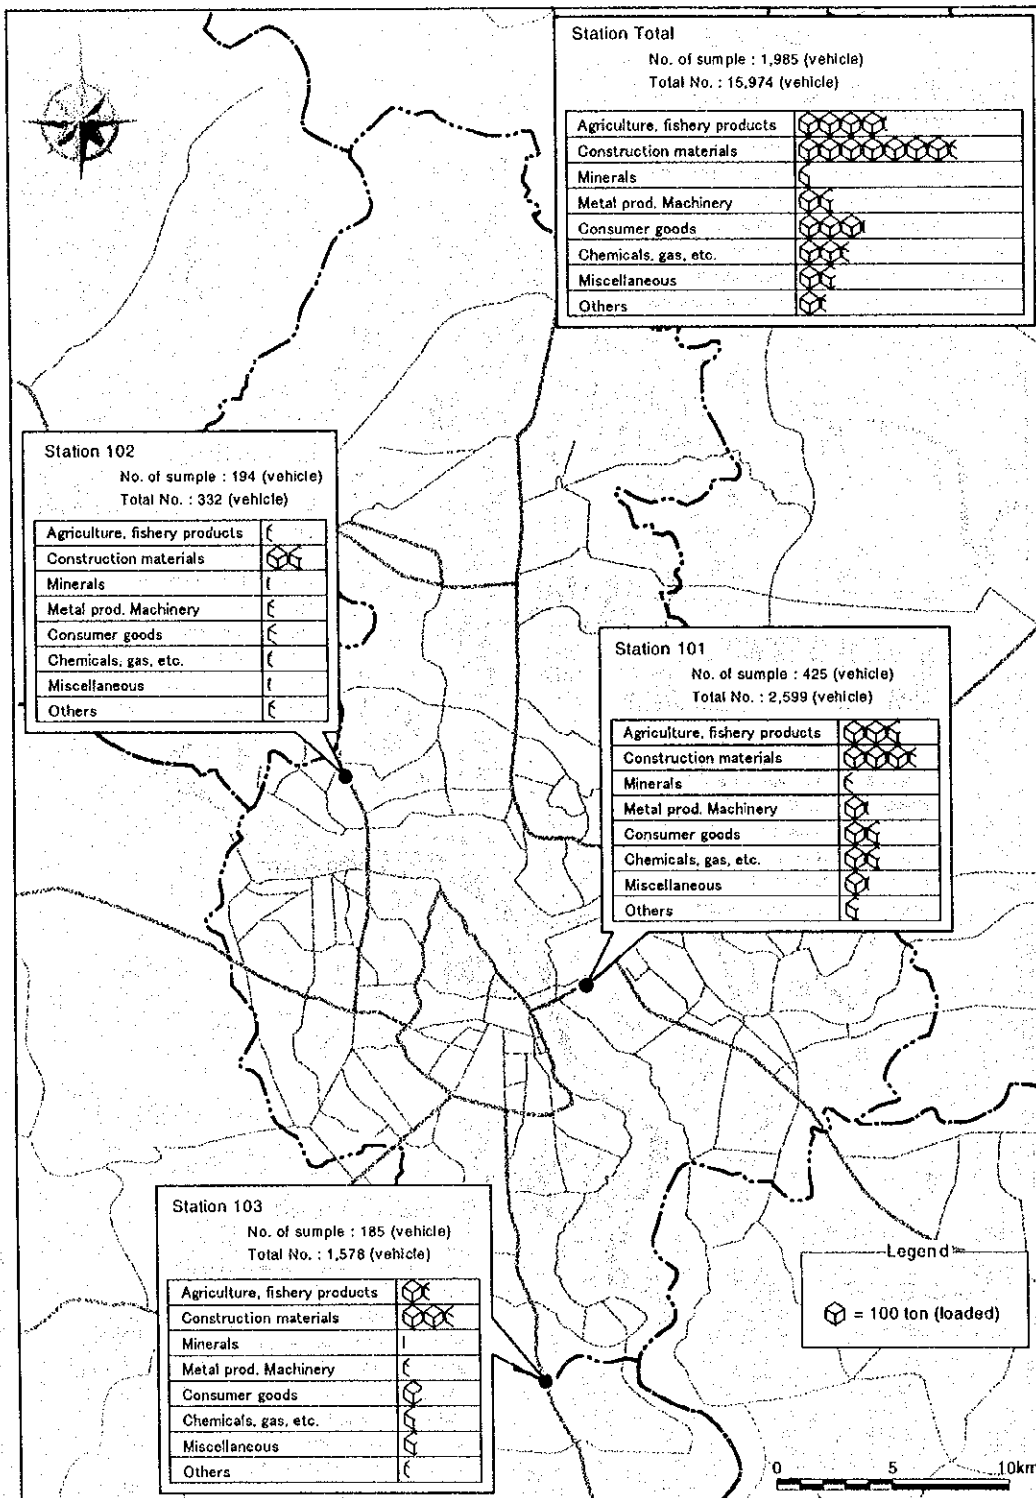 Station Total
No. of sumple : 1,985 (vehicle)
Total No. : 15,974 (vehicle)
Agriculture, fishery products
Construction materials
Minerals
Metal prod. Machinery
Consumer goods
Chemicals, gas, etc.
Miscellaneous
Others
Station 102
No. of sumple : 194 (vehicle)
Total No. : 332 (vehicle)
Agriculture, fishery products
Construction materials
Minerals
Metal prod. Machinery
Consumer goods
Chemicals, gas, etc.
Miscellaneous
Others
Station 101
No. of sumple : 425 (vehicle)
Total No. : 2,599 (vehicle)
Agriculture, fishery products
Construction materials
Minerals
Metal prod. Machinery
Consumer goods
Chemicals, gas, etc.
Miscellaneous
Others
Station 103
No. of sumple : 185 (vehicle)
Total No. : 1,578 (vehicle)
Agriculture, fishery products
Construction materials
Minerals
Metal prod. Machinery
Consumer goods
Chemicals, gas, etc.
Miscellaneous
Others
Legend
= 100 ton (loaded)
0 5 10km